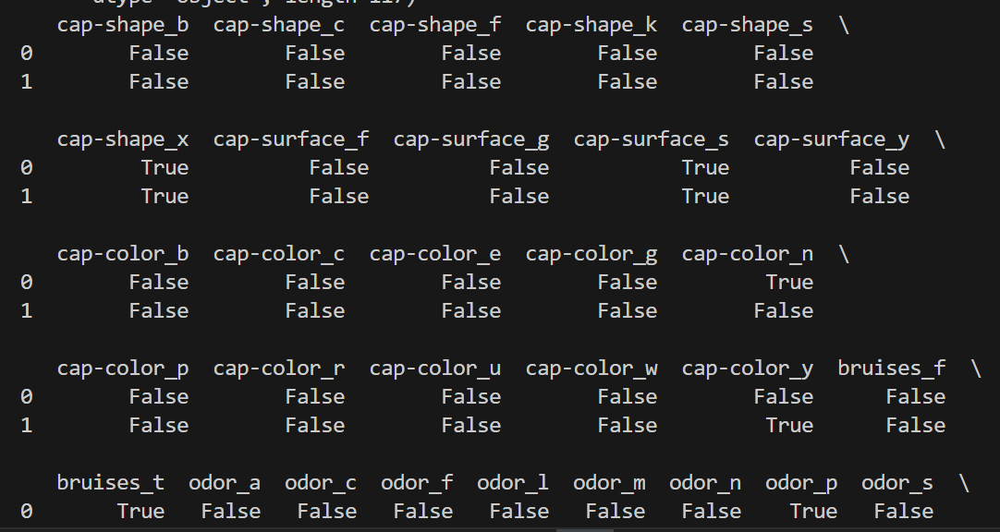 dtype='object', length=117)
cap-shape_b cap-shape_c cap-shape_f cap-shape_k cap-shape_s \
0 False False False False False
1 False False False False False
cap-shape_x cap-surface_f cap-surface_g cap-surface_s cap-surface_y \
0 True False False True False
1 True False False True False
cap-color_b cap-color_c cap-color_e cap-color_g cap-color_n \
0 False False False False True
1 False False False False False
cap-color_p cap-color_r cap-color_u cap-color_w cap-color_y bruises_f \
0 False False False False False False
1 False False False False True False
bruises_t odor_a odor_c odor_f odor_l odor_m odor_n odor_p odor_s \
0 True False False False False False False True False